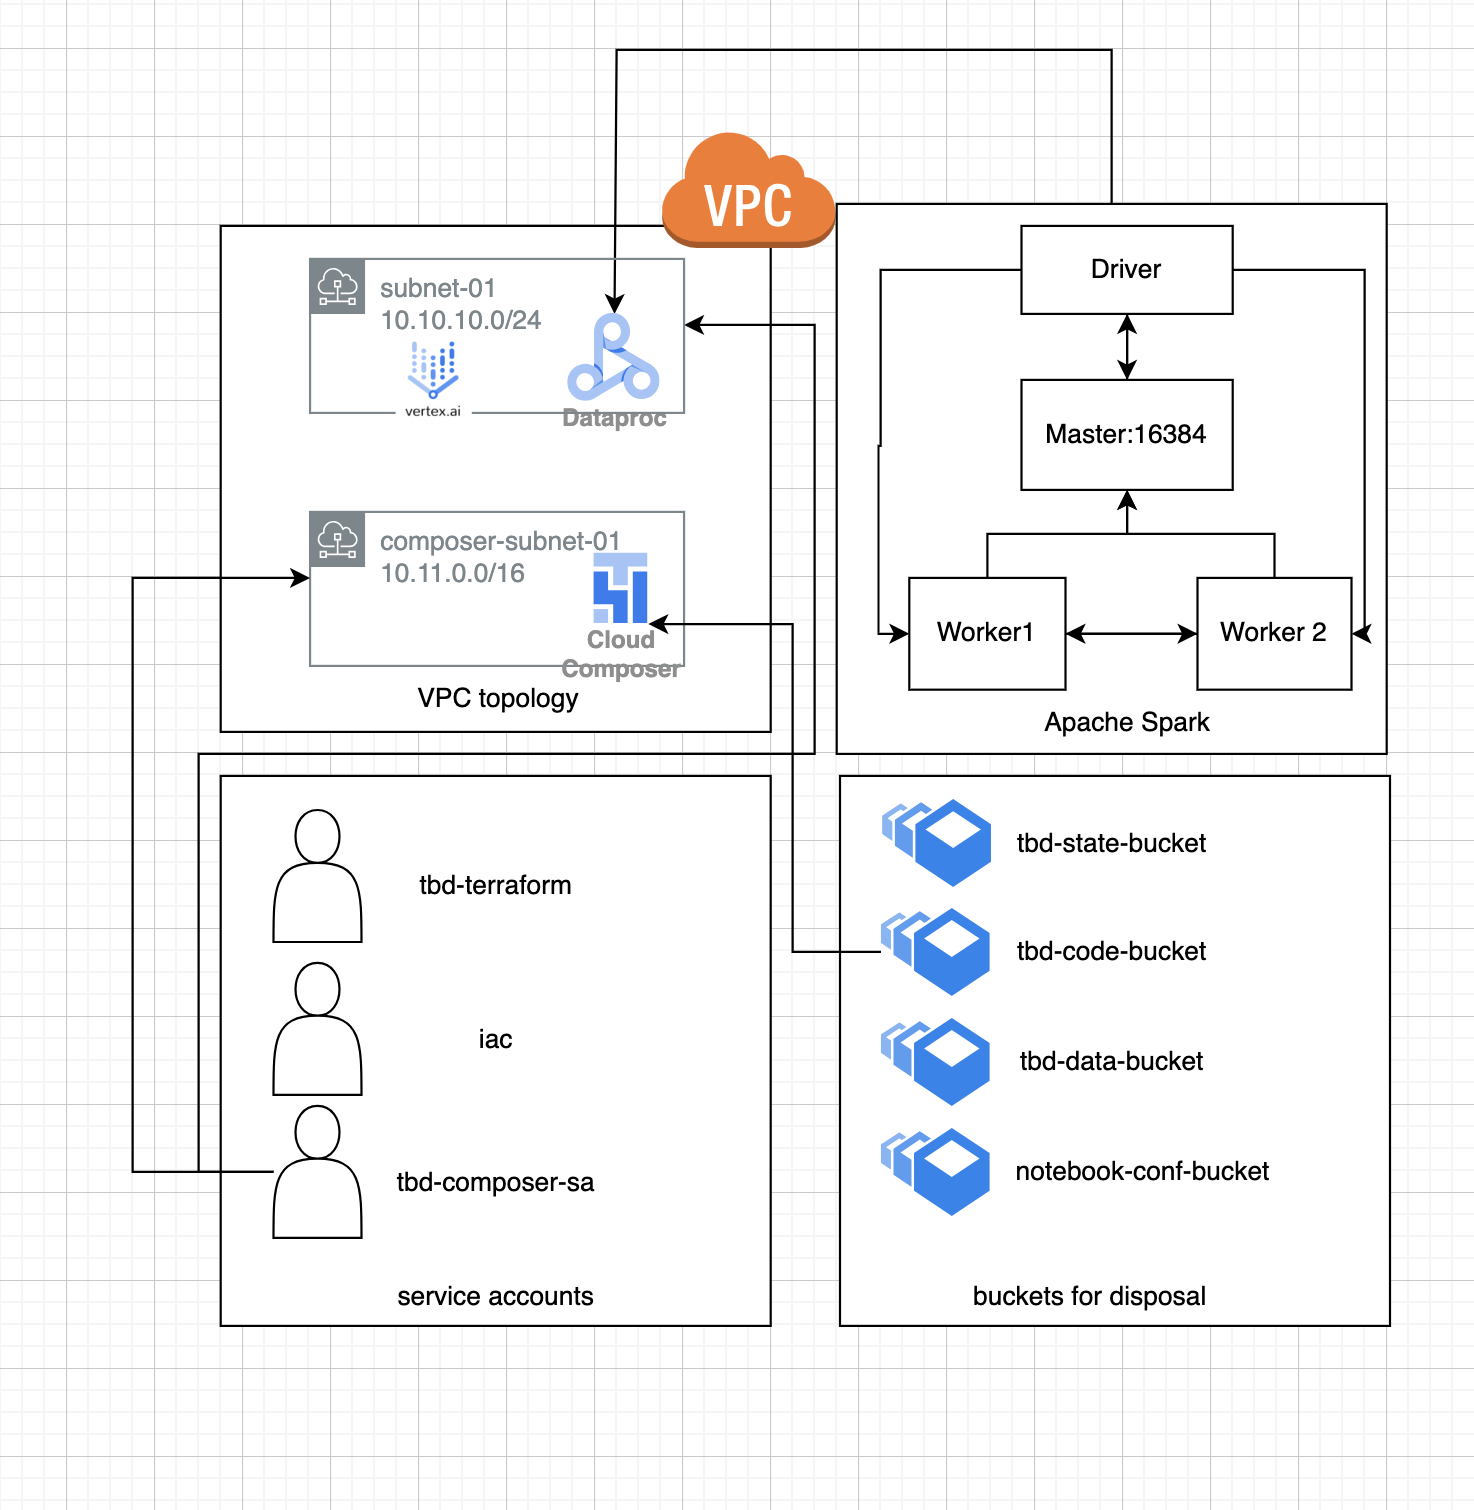 VPC
subnet-01
10.10.10.0/24
vertex.ai
Dataproc
composer-subnet-01
10.11.0.0/16
Cloud
Composer
VPC topology
Driver
Master:16384
Worker1
Worker 2
Apache Spark
tbd-terraform
iac
tbd-composer-sa
service accounts
tbd-state-bucket
tbd-code-bucket
tbd-data-bucket
notebook-conf-bucket
buckets for disposal